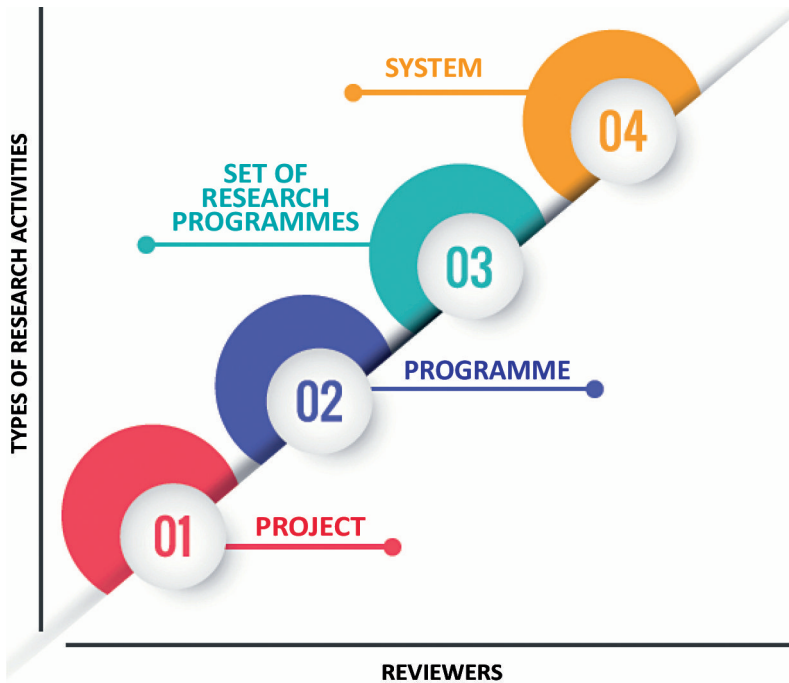 SYSTEM
04
SET OF
RESEARCH
PROGRAMMES
03
PROGRAMME
02
PROJECT
01
TYPES OF RESEARCH ACTIVITIES
REVIEWERS